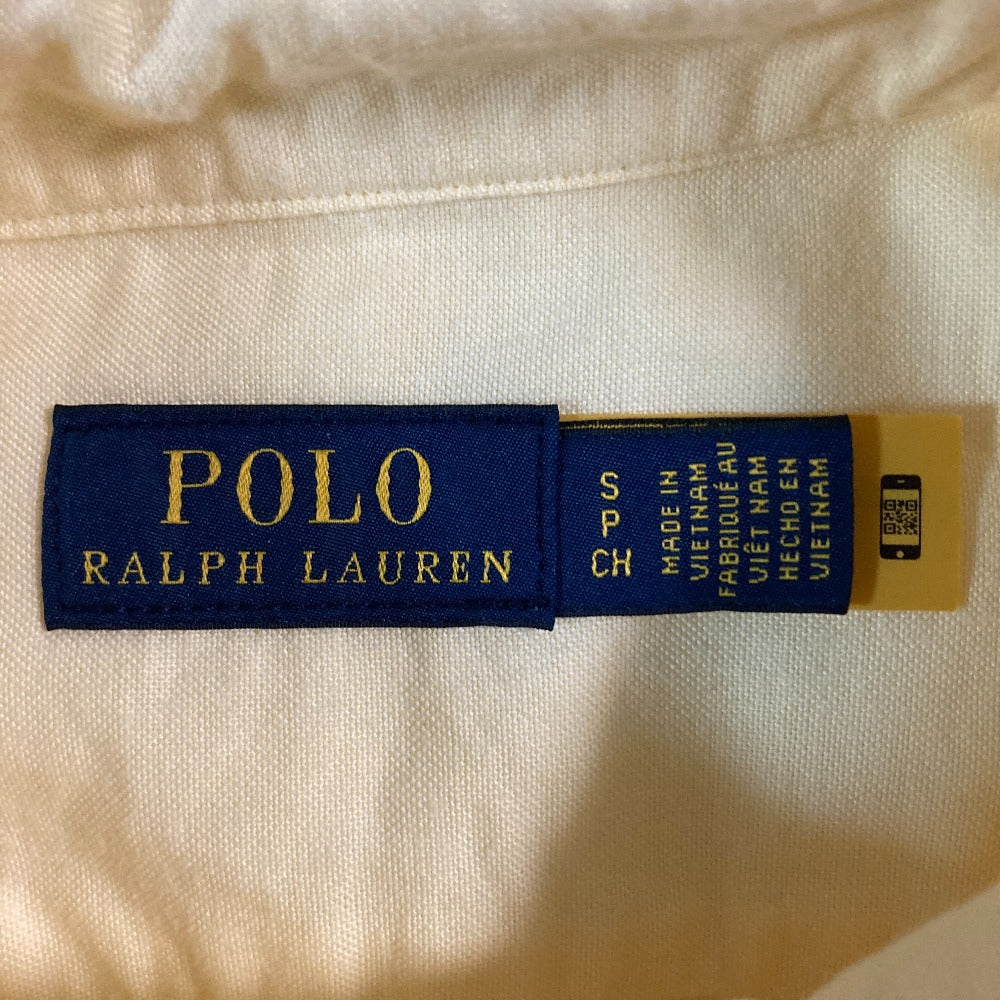 POLO
RALPH LAUREN
S
P
CH
MADE IN
VIETNAM
FABRIQUÉ AU
VIÊT NAM
HECHO EN
VIETNAM